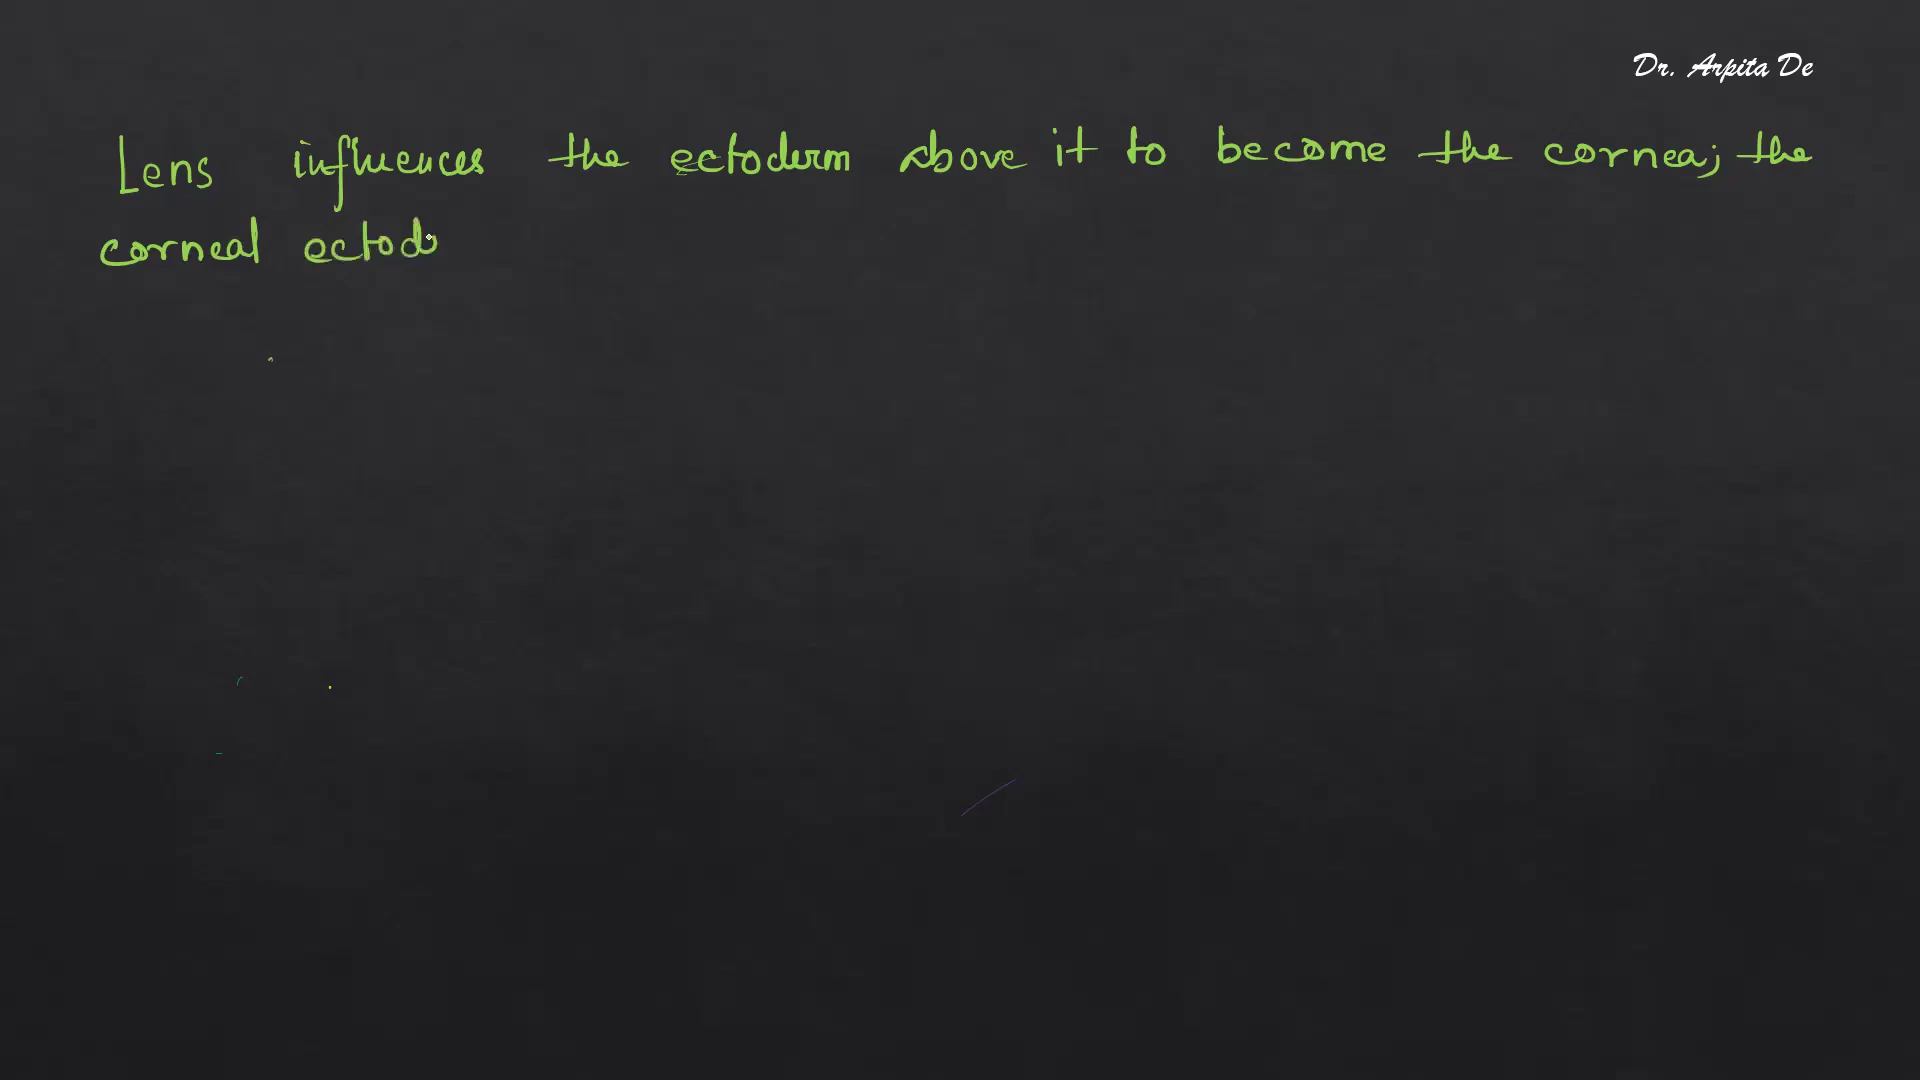 Dr. Arpita De
Lens influences the ectoderm above it to become the cornea; the
corneal ectod